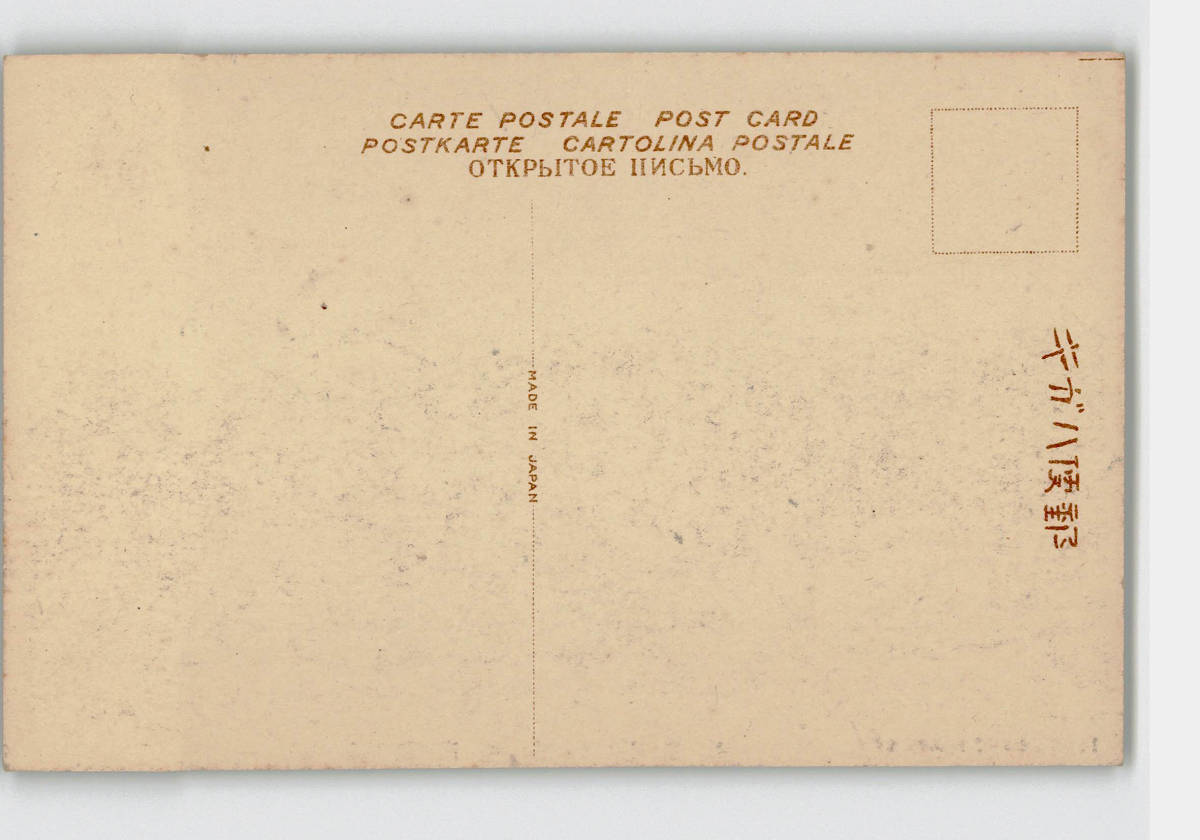 CARTE POSTALE POST CARD
POSTKARTE CARTOLINA POSTALE
ОТКРЫТОЕ ПИСЬМО.
MADE IN JAPAN
郵便ハガキ